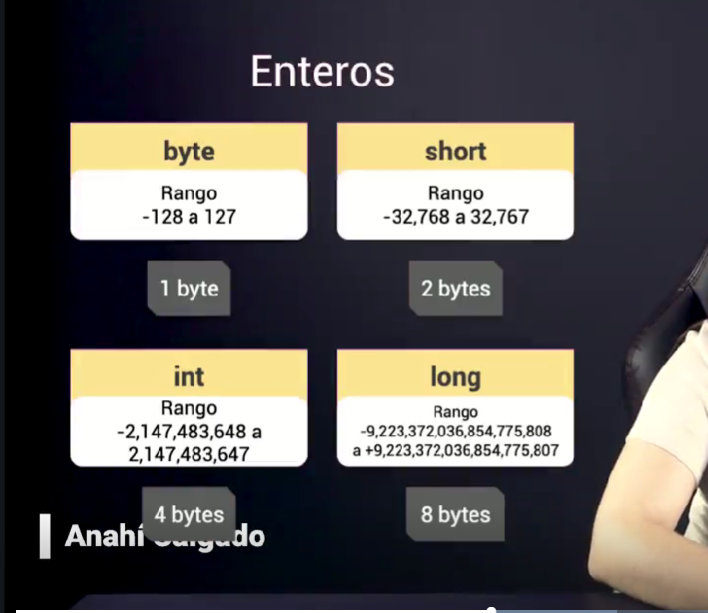 Enteros
byte
Rango
-128 a 127
1 byte
short
Rango
-32,768 a 32,767
2 bytes
int
Rango
-2,147,483,648 a
2,147,483,647
4 bytes
long
Rango
-9,223,372,036,854,775,808
a +9,223,372,036,854,775,807
8 bytes
Anahí Salgado